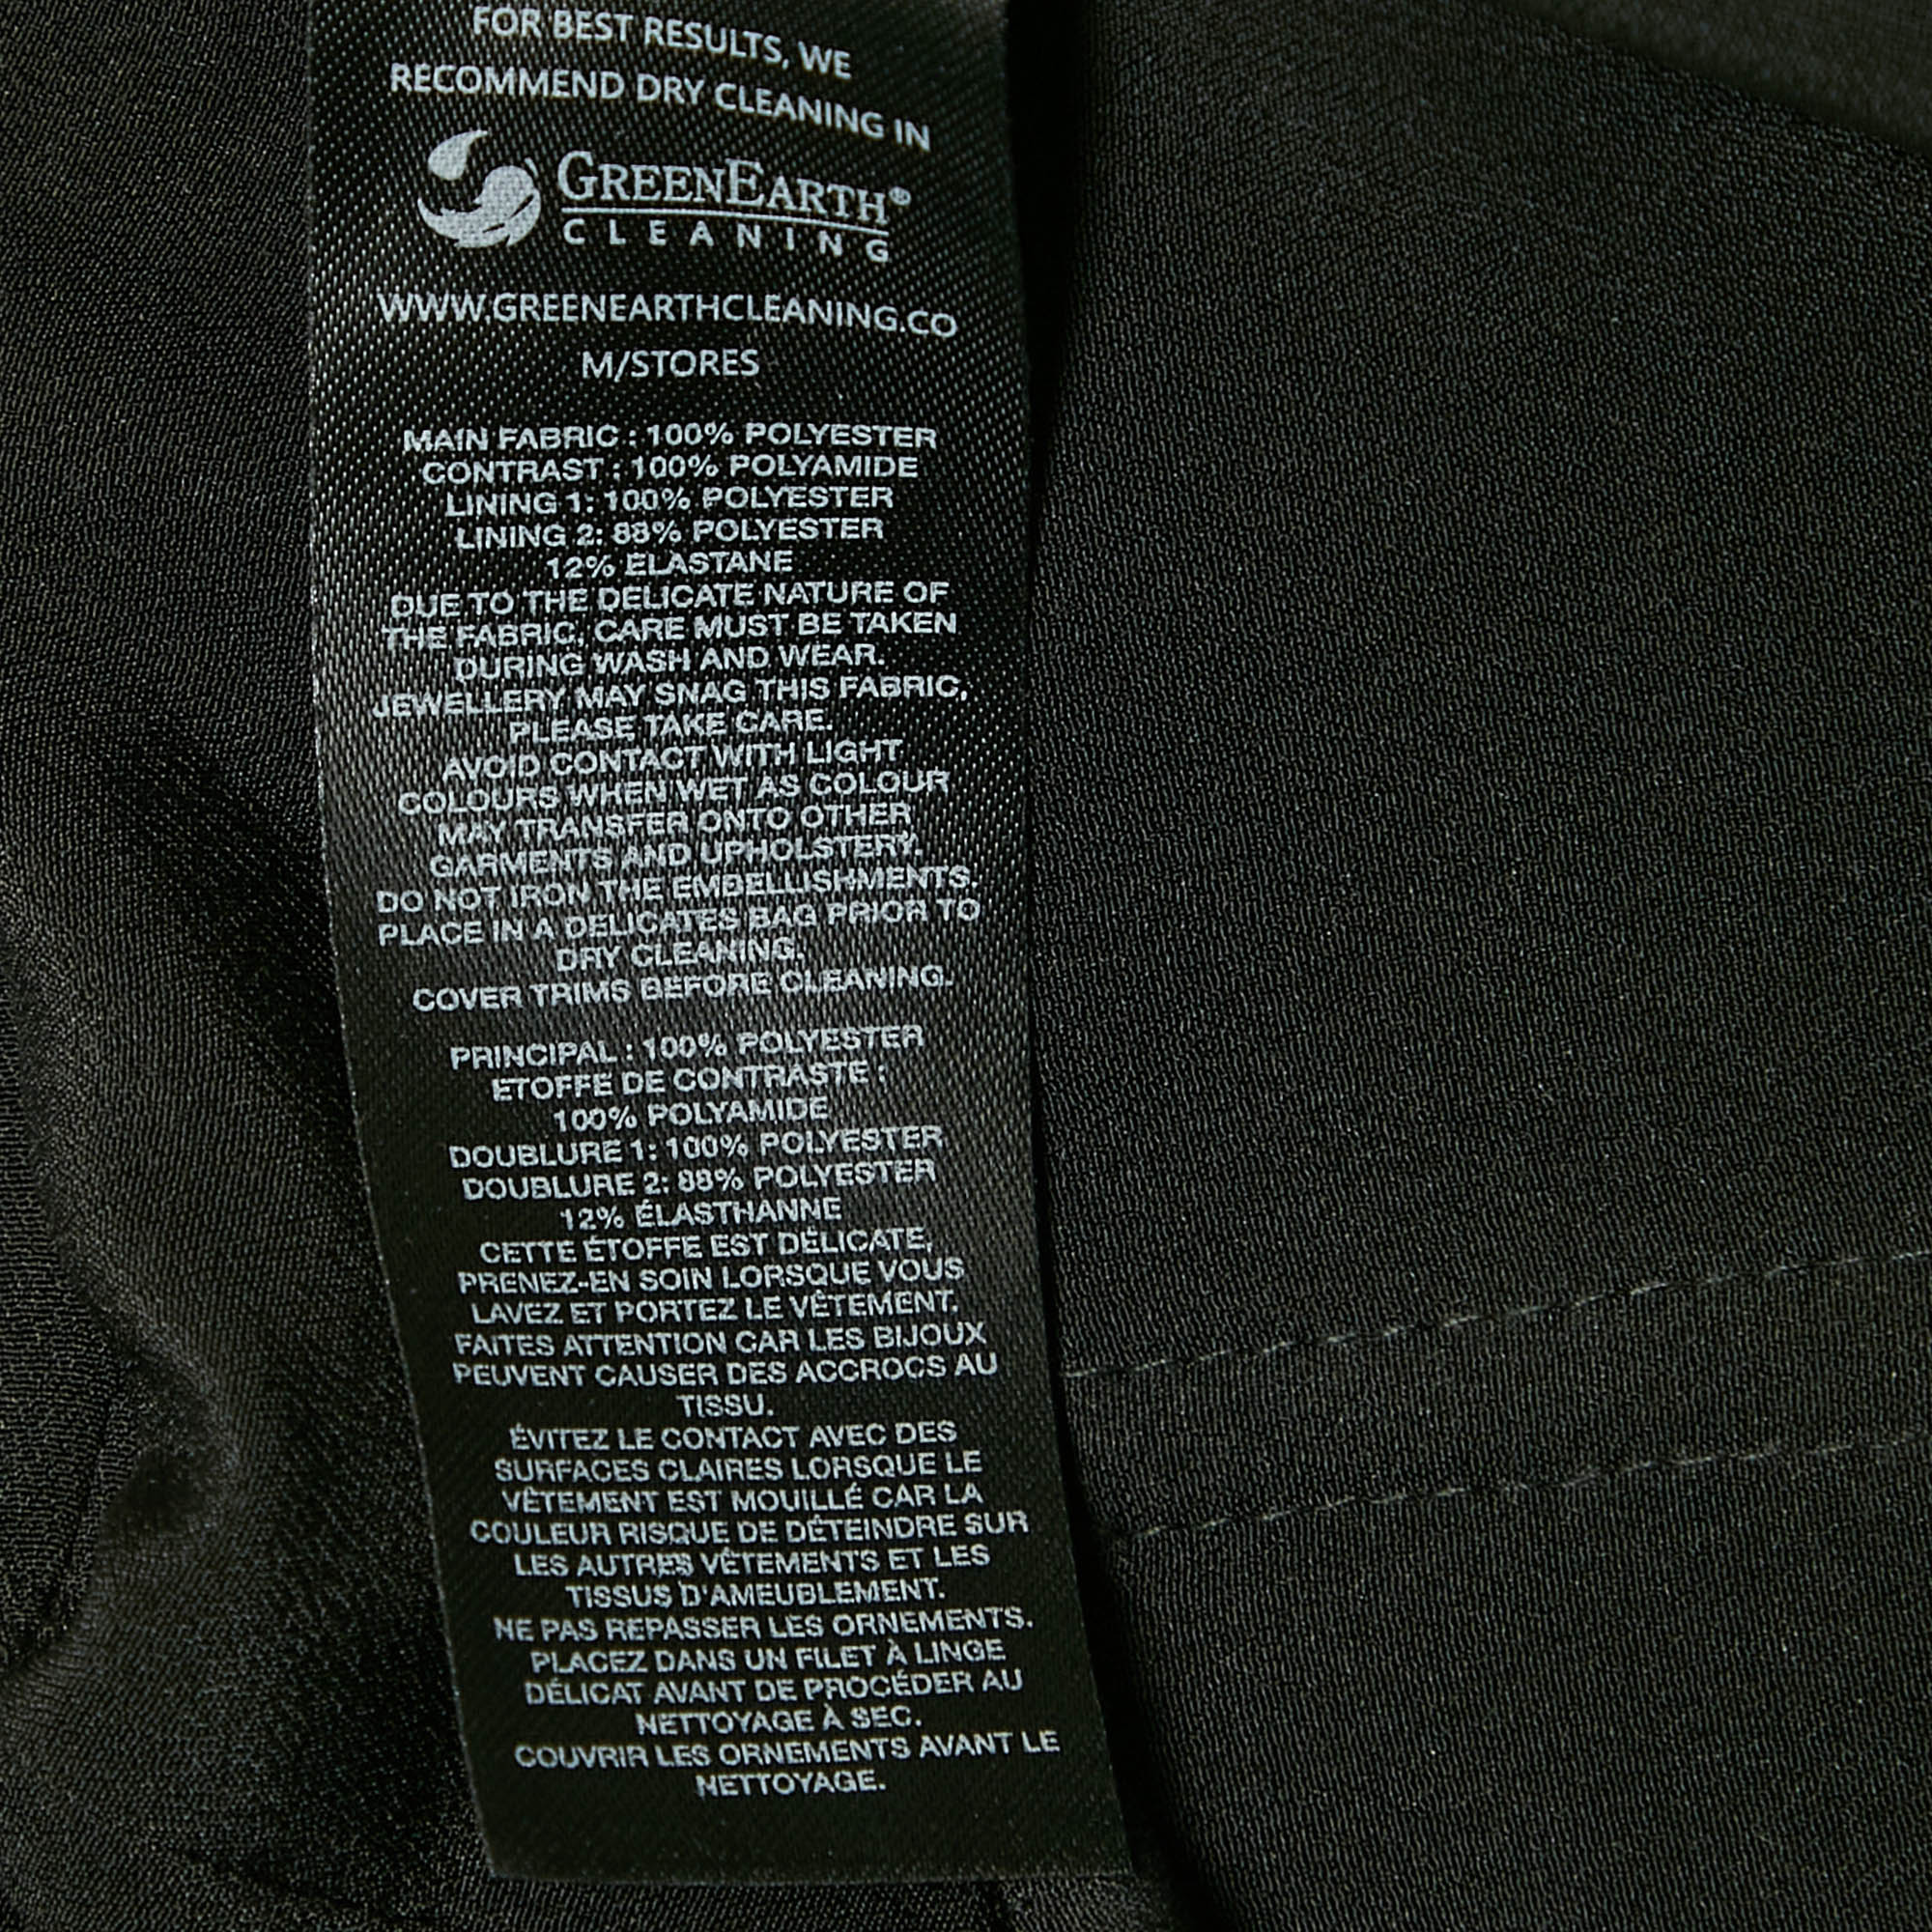 FOR BEST RESULTS, WE
RECOMMEND DRY CLEANING IN
GREENEARTH®
CLEANING
WWW.GREENEARTHCLEANING.CO
M/STORES
MAIN FABRIC : 100% POLYESTER
CONTRAST : 100% POLYAMIDE
LINING 1: 100% POLYESTER
LINING 2: 88% POLYESTER
12% ELASTANE
DUE TO THE DELICATE NATURE OF
THE FABRIC, CARE MUST BE TAKEN
DURING WASH AND WEAR.
JEWELLERY MAY SNAG THIS FABRIC,
PLEASE TAKE CARE.
AVOID CONTACT WITH LIGHT
COLOURS WHEN WET AS COLOUR
MAY TRANSFER ONTO OTHER
GARMENTS AND UPHOLSTERY.
DO NOT IRON THE EMBELLISHMENTS.
PLACE IN A DELICATES BAG PRIOR TO
DRY CLEANING.
COVER TRIMS BEFORE CLEANING.
PRINCIPAL : 100% POLYESTER
ETOFFE DE CONTRASTE :
100% POLYAMIDE
DOUBLURE 1: 100% POLYESTER
DOUBLURE 2: 88% POLYESTER
12% ÉLASTHANNE
CETTE ÉTOFFE EST DÉLICATE,
PRENEZ-EN SOIN LORSQUE VOUS
LAVEZ ET PORTEZ LE VÊTEMENT.
FAITES ATTENTION CAR LES BIJOUX
PEUVENT CAUSER DES ACCROCS AU
TISSU.
ÉVITEZ LE CONTACT AVEC DES
SURFACES CLAIRES LORSQUE LE
VÊTEMENT EST MOUILLÉ CAR LA
COULEUR RISQUE DE DÉTEINDRE SUR
LES AUTRES VÊTEMENTS ET LES
TISSUS D'AMEUBLEMENT.
NE PAS REPASSER LES ORNEMENTS.
PLACEZ DANS UN FILET À LINGE
DÉLICAT AVANT DE PROCÉDER AU
NETTOYAGE À SEC.
COUVRIR LES ORNEMENTS AVANT LE
NETTOYAGE.